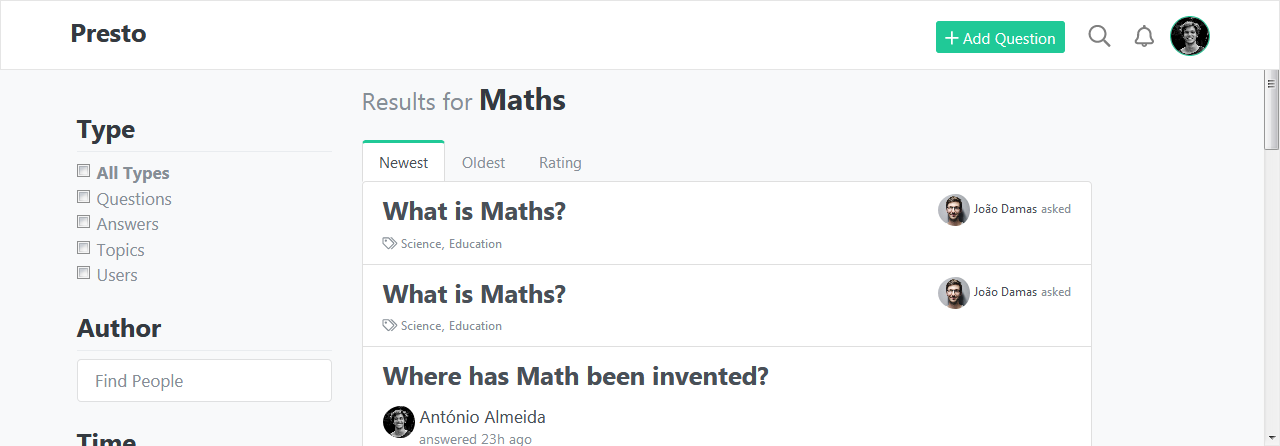 Presto
Add Question
Type
All Types
Questions
Answers
Topics
Users
Author
Find People
Time
Results for Maths
Newest Oldest Rating
What is Maths?
João Damas asked
Science, Education
What is Maths?
João Damas asked
Science, Education
Where has Math been invented?
António Almeida
answered 23h ago